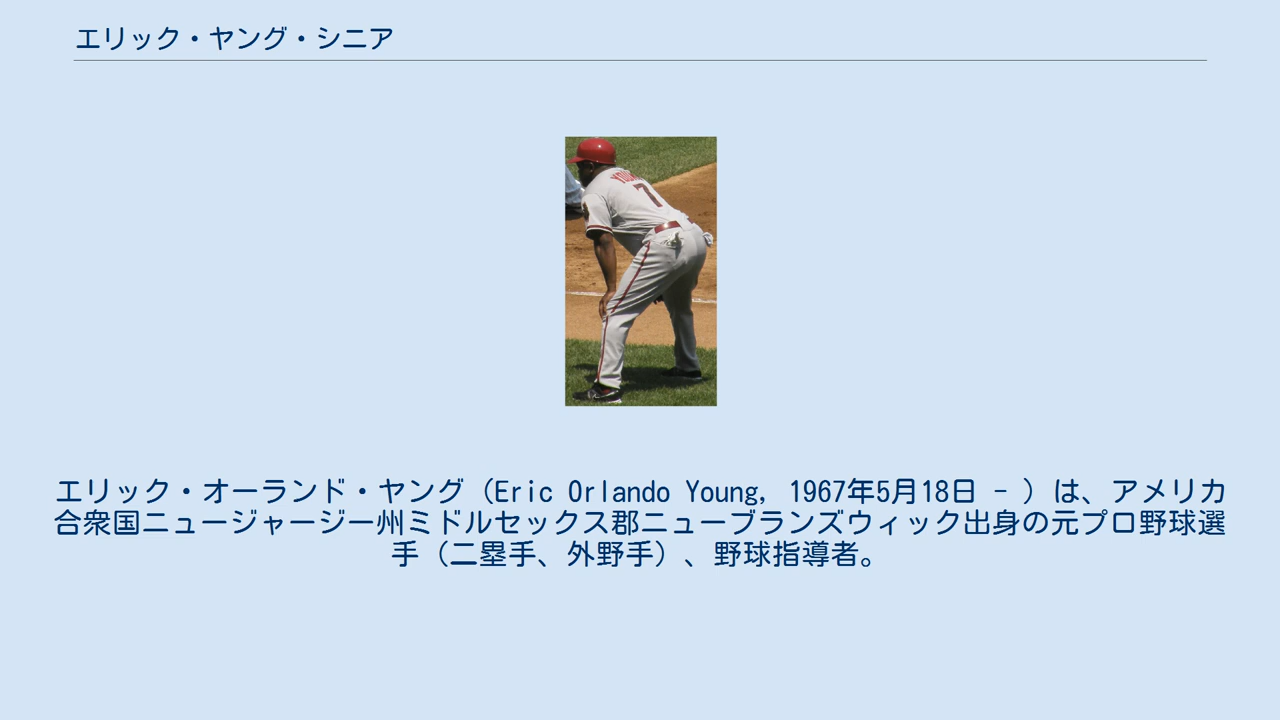 エリック・ヤング・シニア
YOUNG
7
エリック・オーランド・ヤング（Eric Orlando Young, 1967年5月18日 - ）は、アメリカ
合衆国ニュージャージー州ミドルセックス郡ニューブランズウィック出身の元プロ野球選
手（二塁手、外野手）、野球指導者。